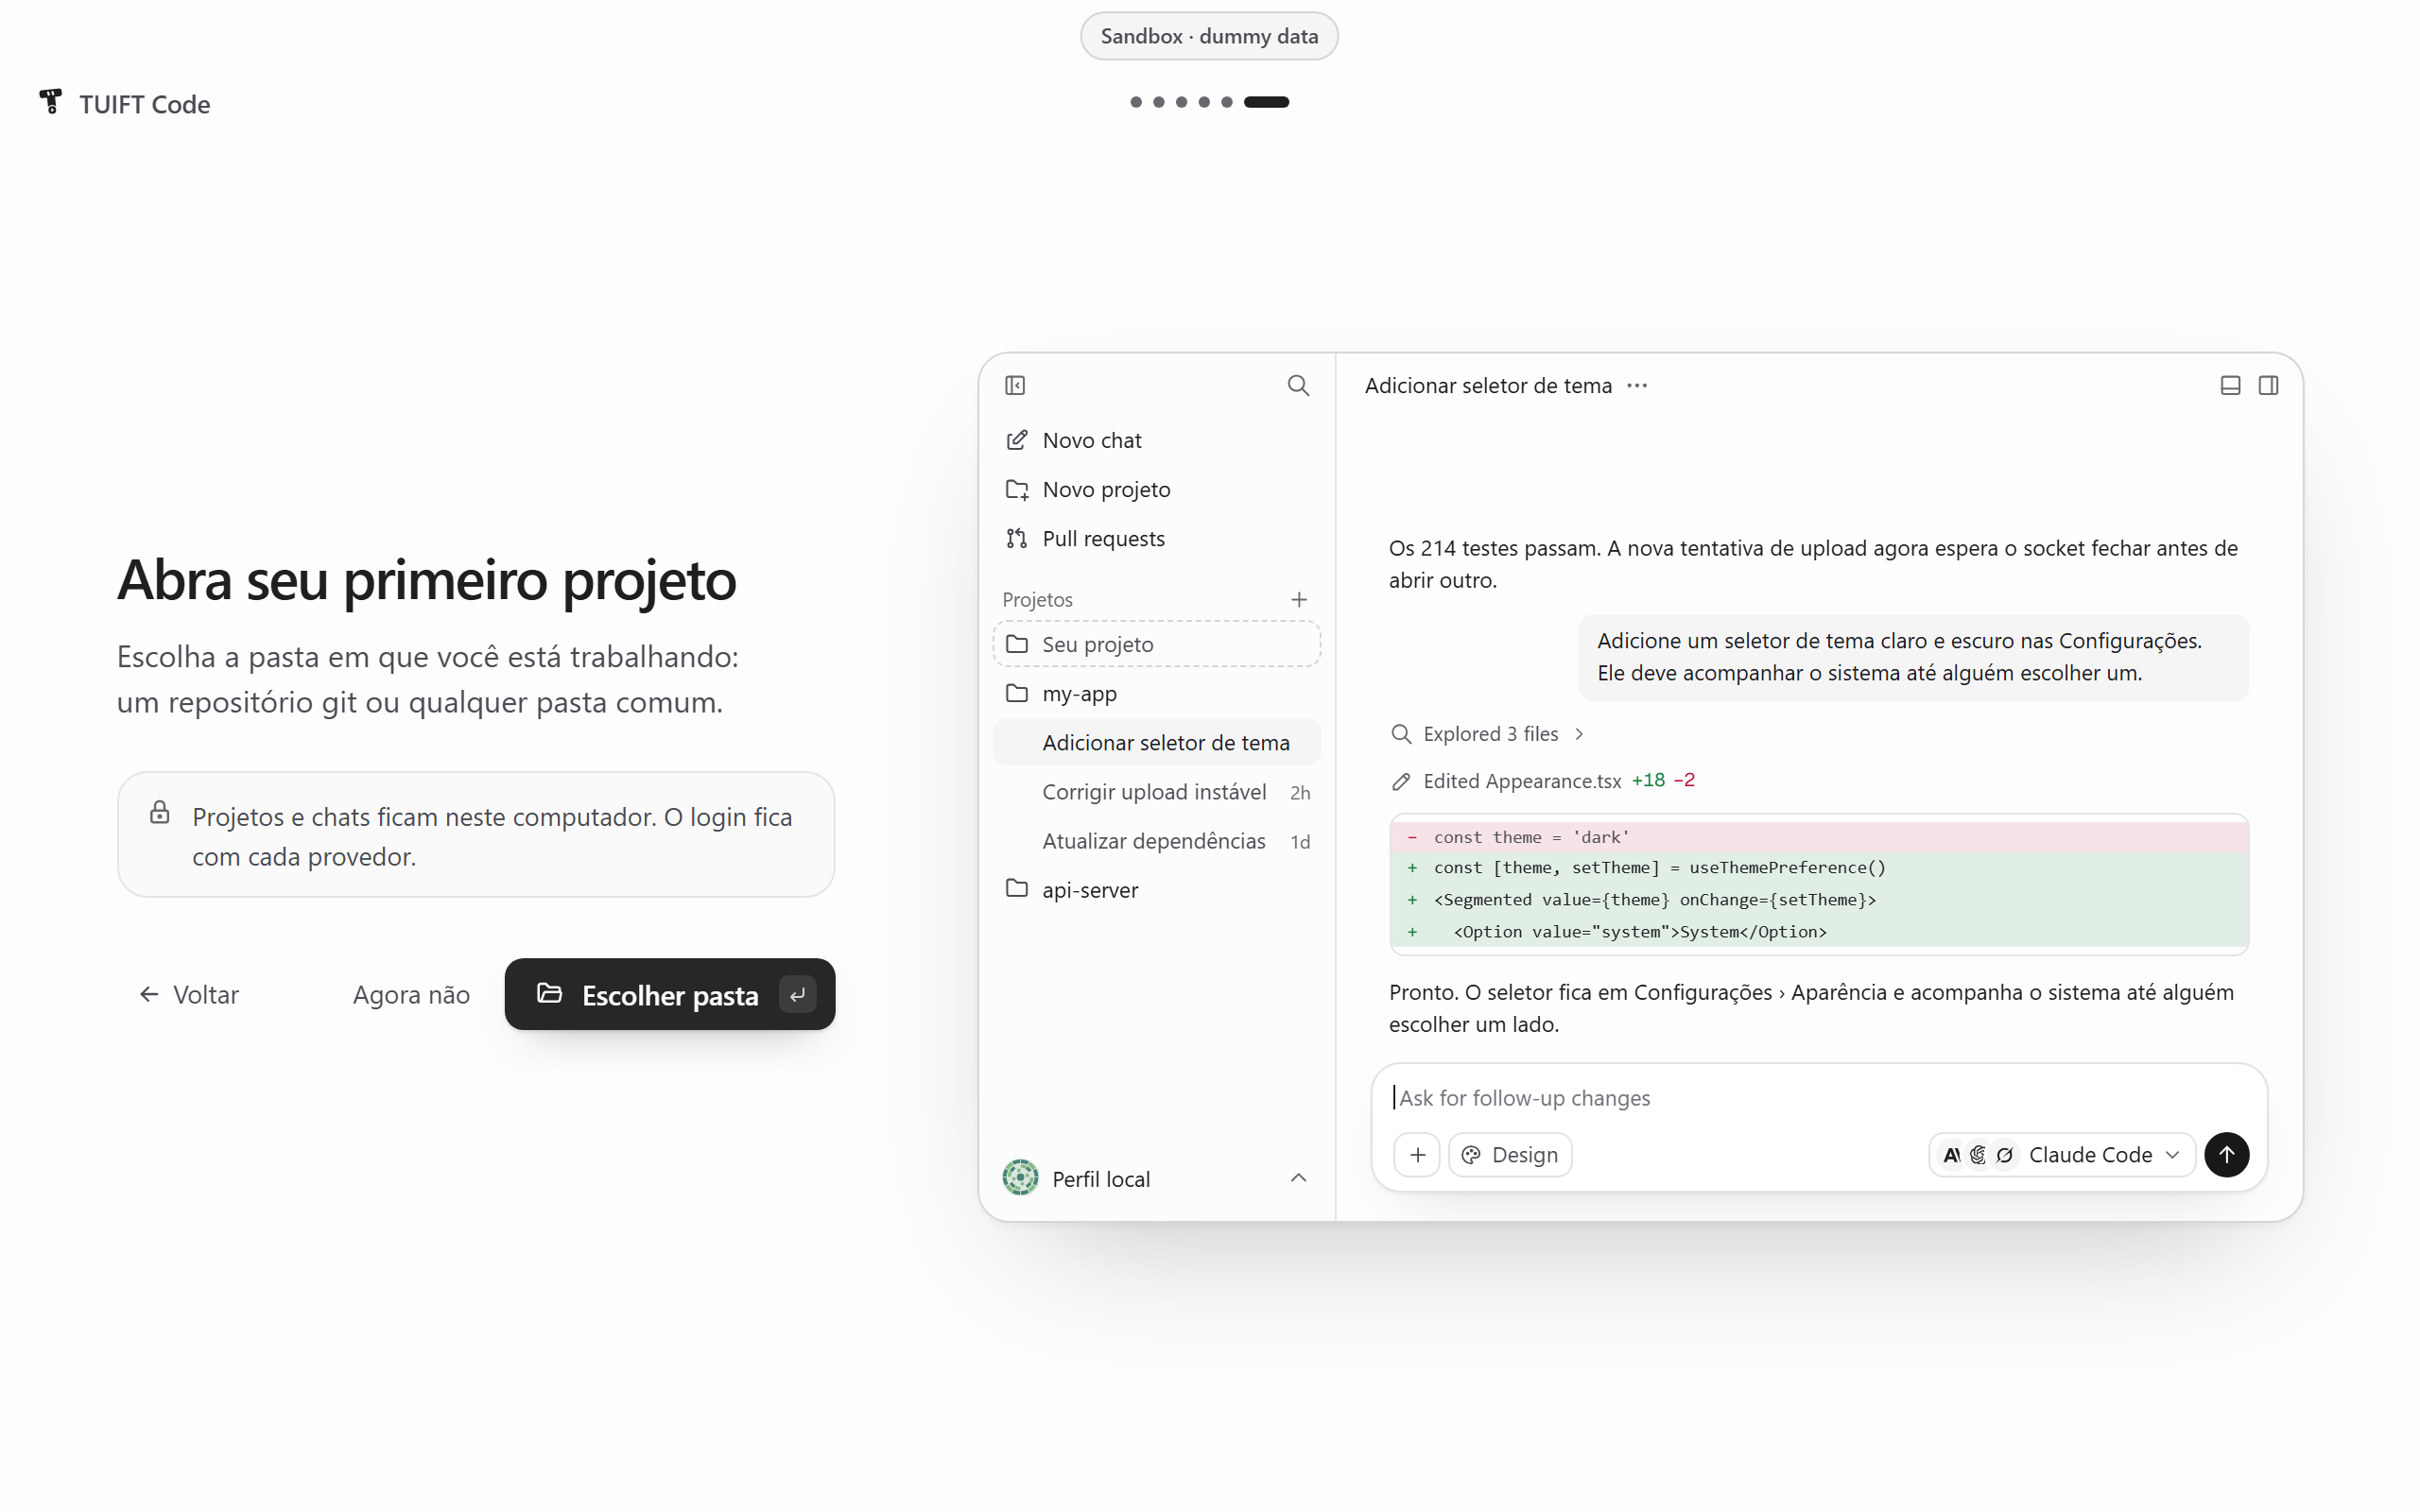 Sandbox · dummy data
TUIFT Code
Abra seu primeiro projeto
Escolha a pasta em que você está trabalhando:
um repositório git ou qualquer pasta comum.
Projetos e chats ficam neste computador. O login fica
com cada provedor.
Voltar
Agora não
Escolher pasta
Novo chat
Novo projeto
Pull requests
Projetos
Seu projeto
my-app
Adicionar seletor de tema
Corrigir upload instável 2h
Atualizar dependências 1d
api-server
Perfil local
Adicionar seletor de tema
Os 214 testes passam. A nova tentativa de upload agora espera o socket fechar antes de
abrir outro.
Adicione um seletor de tema claro e escuro nas Configurações.
Ele deve acompanhar o sistema até alguém escolher um.
Explored 3 files
Edited Appearance.tsx +18 −2
− const theme = 'dark'
+ const [theme, setTheme] = useThemePreference()
+ <Segmented value={theme} onChange={setTheme}>
+ <Option value="system">System</Option>
Pronto. O seletor fica em Configurações › Aparência e acompanha o sistema até alguém
escolher um lado.
Ask for follow-up changes
Design
Claude Code